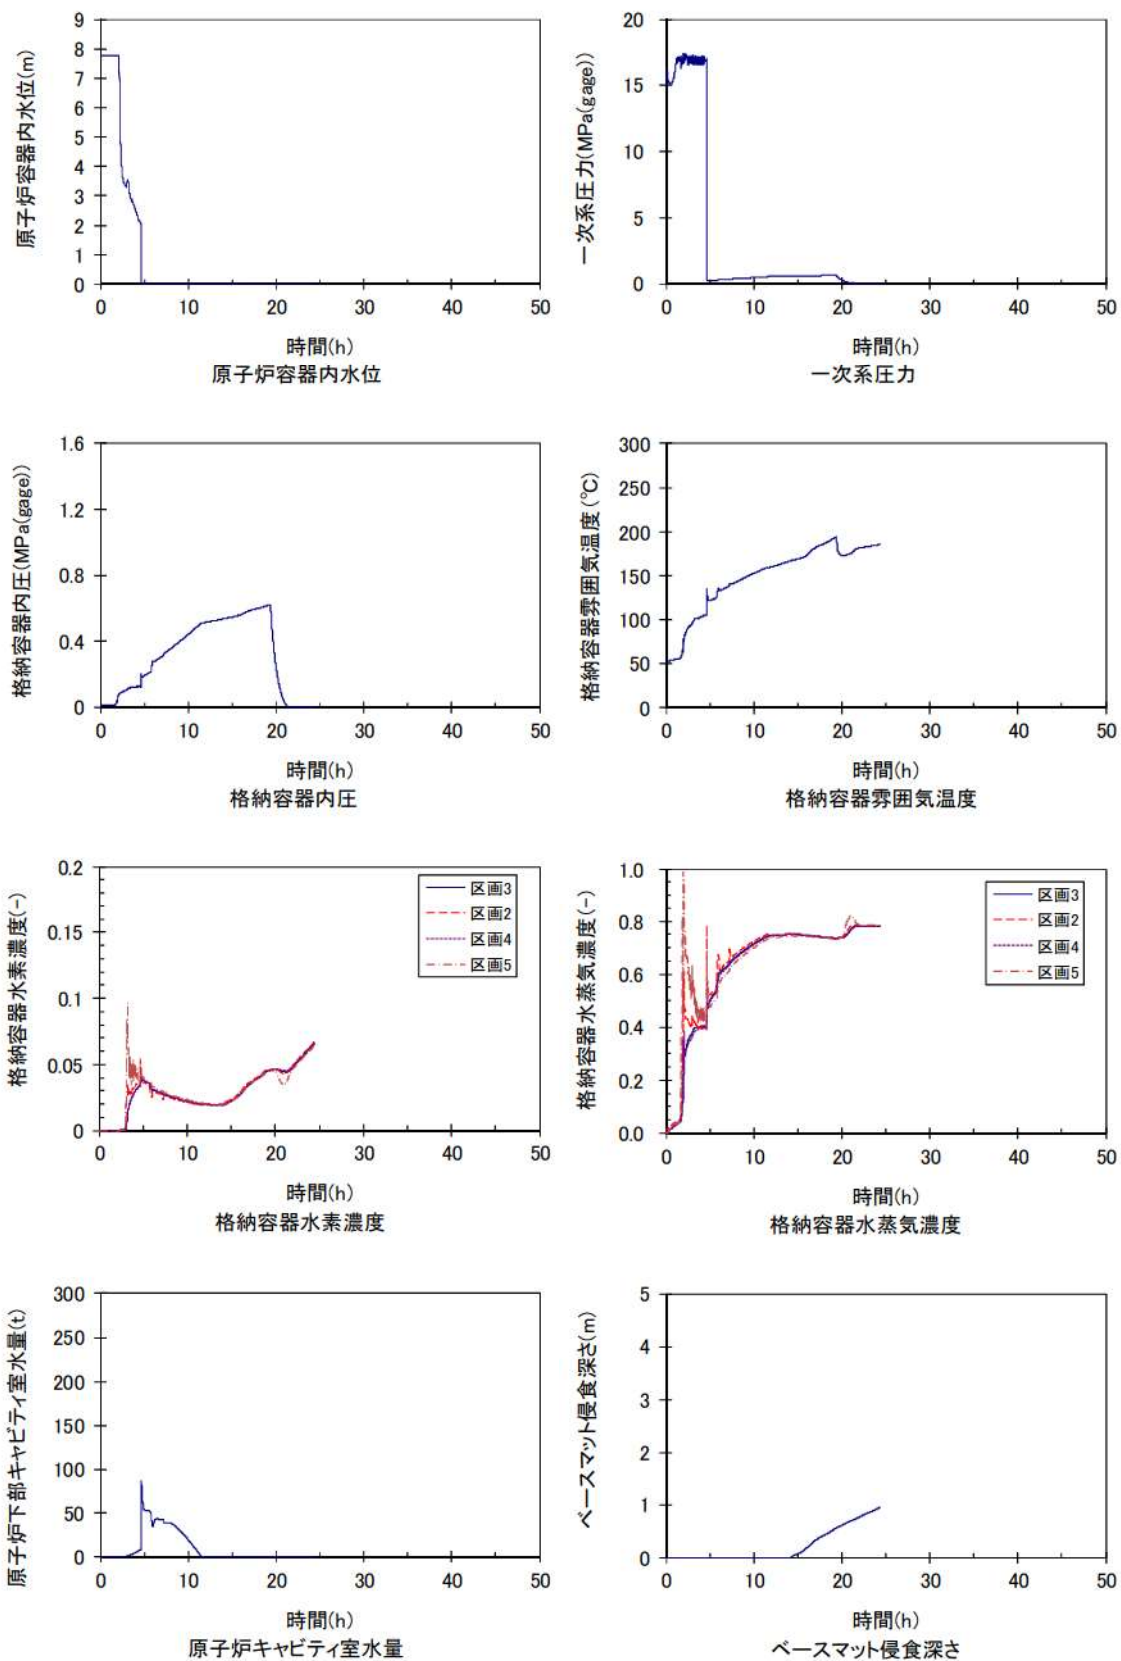 原子炉容器内水位(m)
9
8
7
6
5
4
3
2
1
0
0 10 20 30 40 50
時間(h)
原子炉容器内水位
一次系圧力(MPa(gage))
20
15
10
5
0
0 10 20 30 40 50
時間(h)
一次系圧力
格納容器内圧(MPa(gage))
1.6
1.2
0.8
0.4
0
0 10 20 30 40 50
時間(h)
格納容器内圧
格納容器雰囲気温度(℃)
300
250
200
150
100
50
0
0 10 20 30 40 50
時間(h)
格納容器雰囲気温度
格納容器水素濃度(-)
0.2
0.15
0.1
0.05
0
区画3
区画2
区画4
区画5
0 10 20 30 40 50
時間(h)
格納容器水素濃度
格納容器水蒸気濃度(-)
1.0
0.8
0.6
0.4
0.2
0.0
区画3
区画2
区画4
区画5
0 10 20 30 40 50
時間(h)
格納容器水蒸気濃度
原子炉下部キャビティ室水量(t)
300
250
200
150
100
50
0
0 10 20 30 40 50
時間(h)
原子炉キャビティ室水量
ベースマット侵食深さ(m)
5
4
3
2
1
0
0 10 20 30 40 50
時間(h)
ベースマット侵食深さ